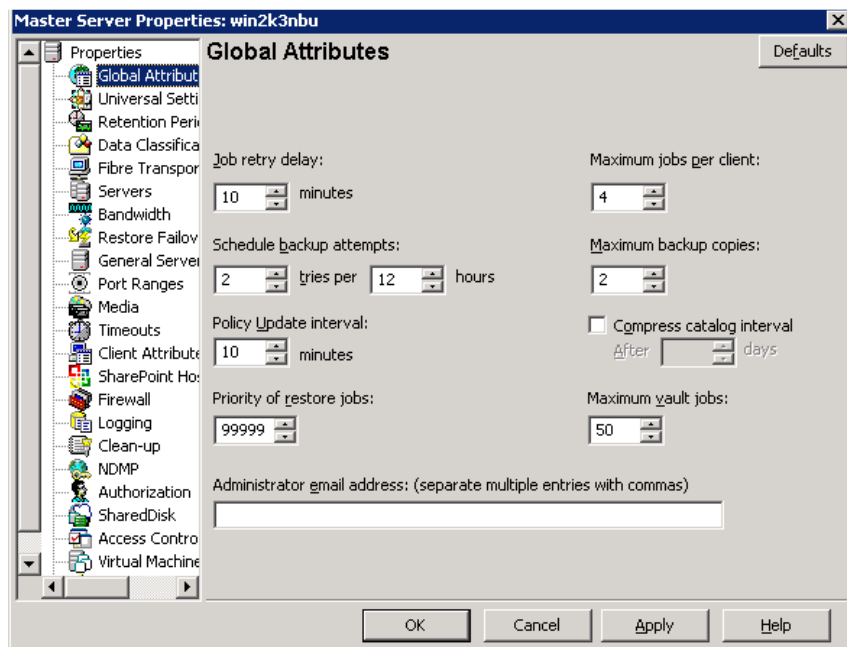 Master Server Properties: win2k3nbu
Properties
Global Attribut
Universal Setti
Retention Peri
Data Classifica
Fibre Transpor
Servers
Bandwidth
Restore Failov
General Server
Port Ranges
Media
Timeouts
Client Attribute
SharePoint Hos
Firewall
Logging
Clean-up
NDMP
Authorization
SharedDisk
Access Contro
Virtual Machine
Global Attributes
Defaults
Job retry delay:
10 minutes
Maximum jobs per client:
4
Schedule backup attempts:
2 tries per 12 hours
Maximum backup copies:
2
Policy Update interval:
10 minutes
Compress catalog interval
After days
Priority of restore jobs:
99999
Maximum vault jobs:
50
Administrator email address: (separate multiple entries with commas)
OK Cancel Apply Help